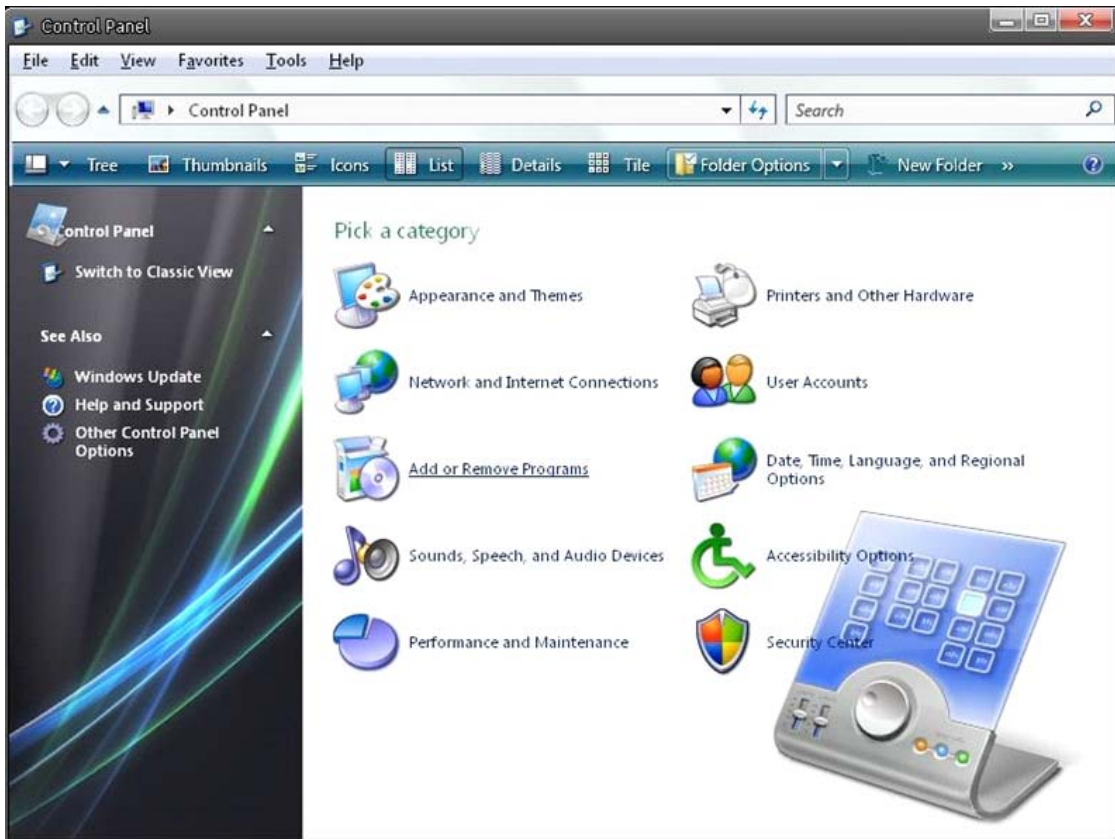 Control Panel
File Edit View Favorites Tools Help
Control Panel
Search
Tree Thumbnails Icons List Details Tile Folder Options New Folder »
Control Panel
Switch to Classic View
See Also
Windows Update
Help and Support
Other Control Panel
Options
Pick a category
Appearance and Themes
Printers and Other Hardware
Network and Internet Connections
User Accounts
Add or Remove Programs
Date, Time, Language, and Regional
Options
Sounds, Speech, and Audio Devices
Accessibility Options
Performance and Maintenance
Security Center